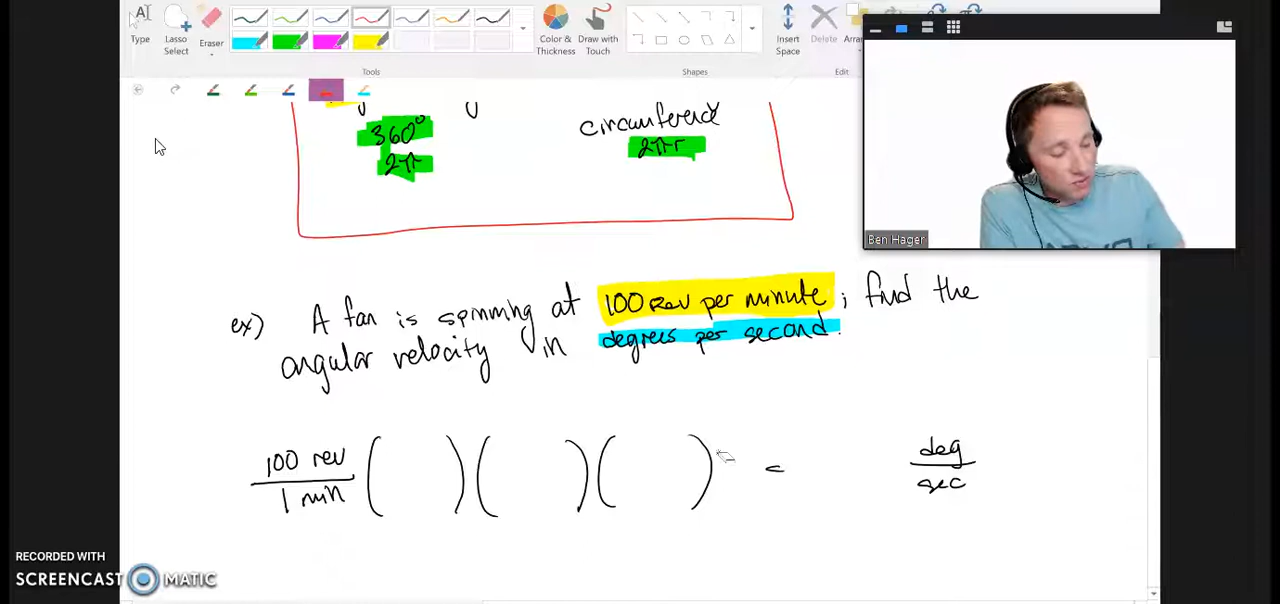 Type
Lasso
Select
Eraser
Color &
Thickness
Draw with
Touch
Insert
Space
Delete
Arran
Tools
Shapes
Edit
360°
2π
circumference
2πr
Ben Hager
ex) A fan is spinning at 100 rev per minute; find the
angular velocity in degrees per second.
100 rev
1 min
( ) ( ) ( ) =
deg
sec
RECORDED WITH
SCREENCAST MATIC